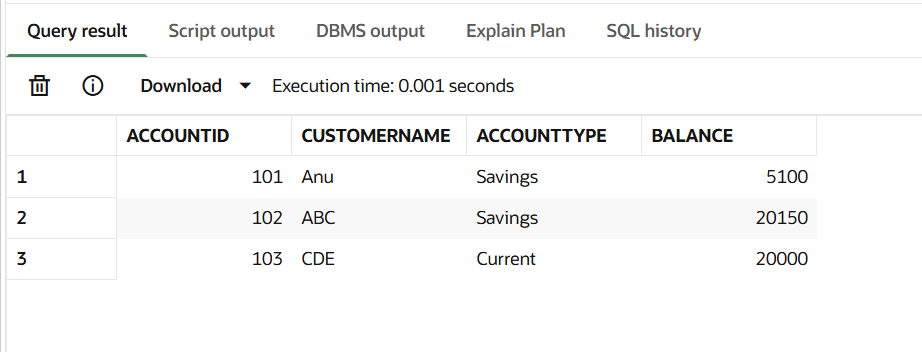 Query result Script output DBMS output Explain Plan SQL history
Download Execution time: 0.001 seconds
ACCOUNTID CUSTOMERNAME ACCOUNTTYPE BALANCE
1 101 Anu Savings 5100
2 102 ABC Savings 20150
3 103 CDE Current 20000